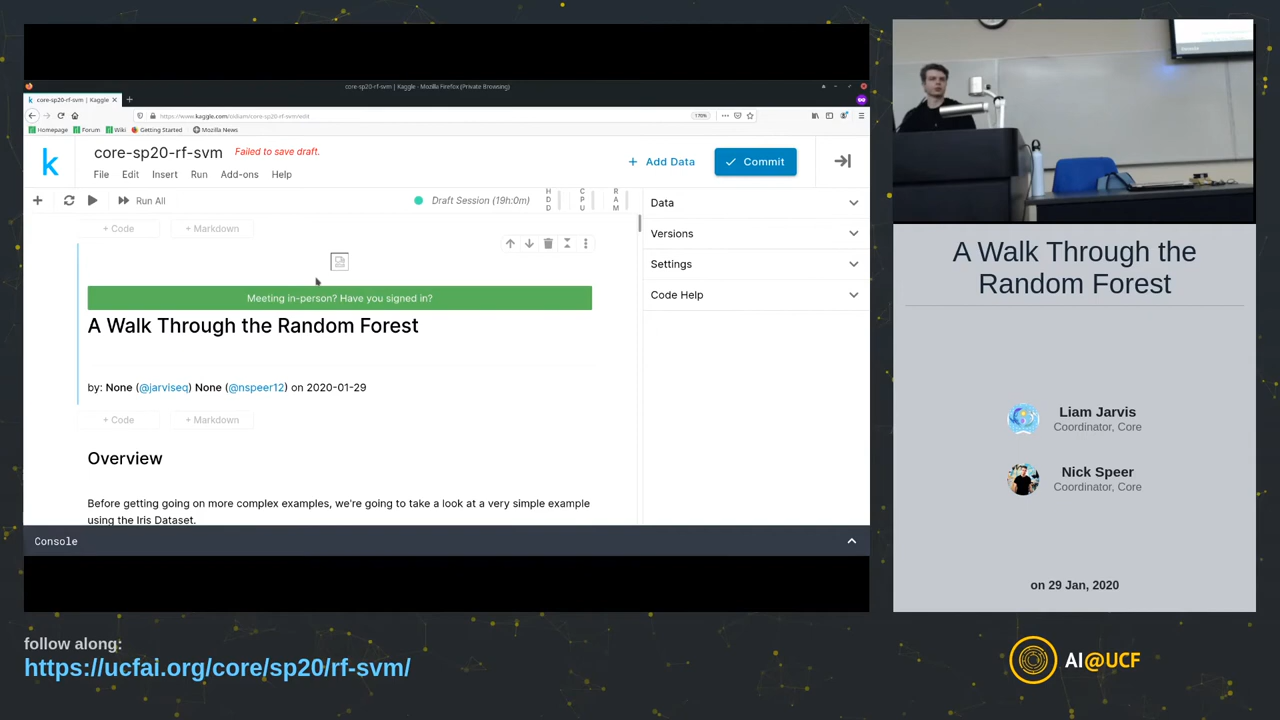 core-sp20-rf-svm | Kaggle - Mozilla Firefox (Private Browsing)
core-sp20-rf-svm | Kaggle
170%
Homepage Forum Wiki Getting Started Mozilla News
k
core-sp20-rf-svm Failed to save draft.
+ Add Data
Commit
File Edit Insert Run Add-ons Help
Run All
Draft Session (19h:0m)
HDD
CPU
RAM
+ Code + Markdown
Meeting in-person? Have you signed in?
A Walk Through the Random Forest
by: None (@jarviseq) None (@nspeer12) on 2020-01-29
+ Code + Markdown
Overview
Before getting going on more complex examples, we're going to take a look at a very simple example
using the Iris Dataset.
Data
Versions
Settings
Code Help
Console
A Walk Through the
Random Forest
Liam Jarvis
Coordinator, Core
Nick Speer
Coordinator, Core
on 29 Jan, 2020
follow along:
https://ucfai.org/core/sp20/rf-svm/
AI@UCF